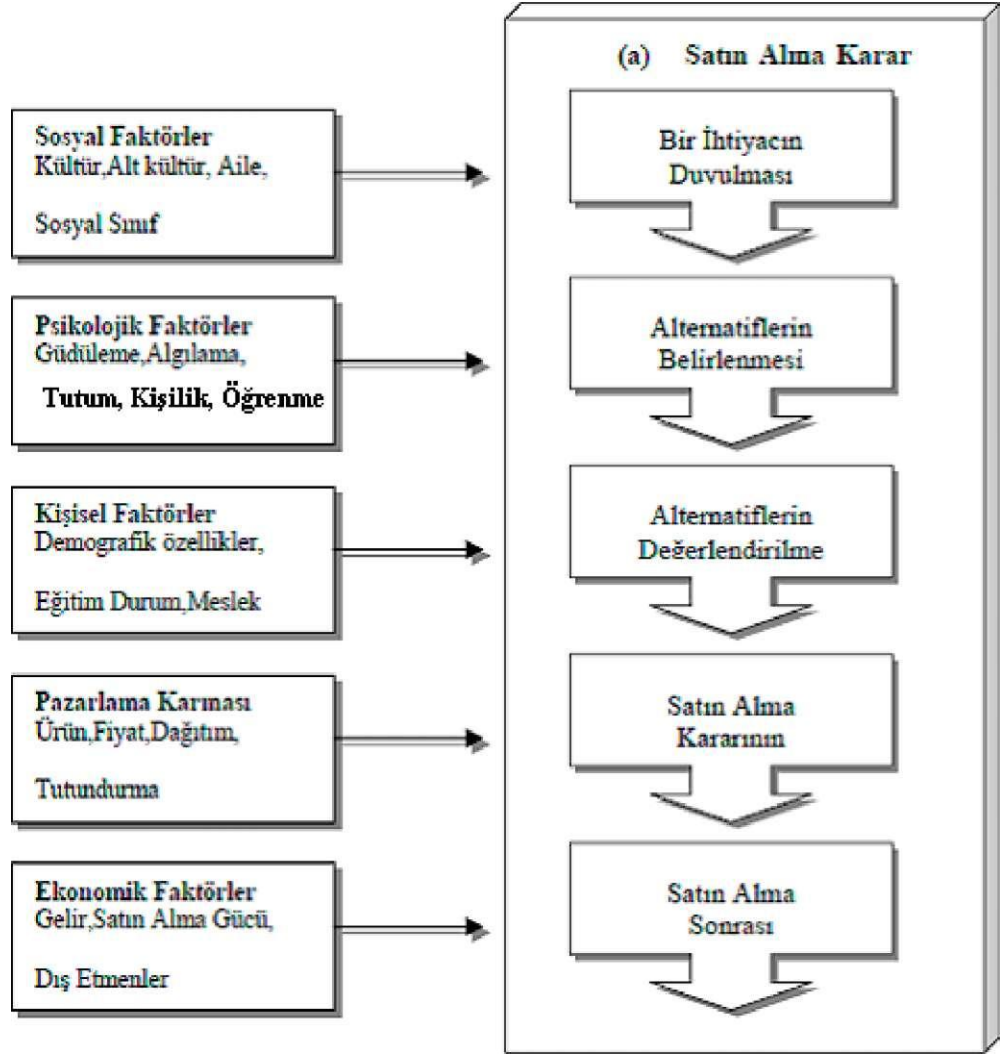 (a) Satın Alma Karar
Sosyal Faktörler
Kültür,Alt kültür, Aile,
Sosyal Sınıf
Bir İhtiyacın
Duvulması
Psikolojik Faktörler
Güdüleme,Algılama,
Tutum, Kişilik, Öğrenme
Alternatiflerin
Belirlenmesi
Kişisel Faktörler
Demografik özellikler,
Eğitim Durum,Meslek
Alternatiflerin
Değerlendirilme
Pazarlama Karması
Ürün,Fiyat,Dağıtım,
Tutundurma
Satın Alma
Kararının
Ekonomik Faktörler
Gelir,Satın Alma Gücü,
Dış Etmenler
Satın Alma
Sonrası